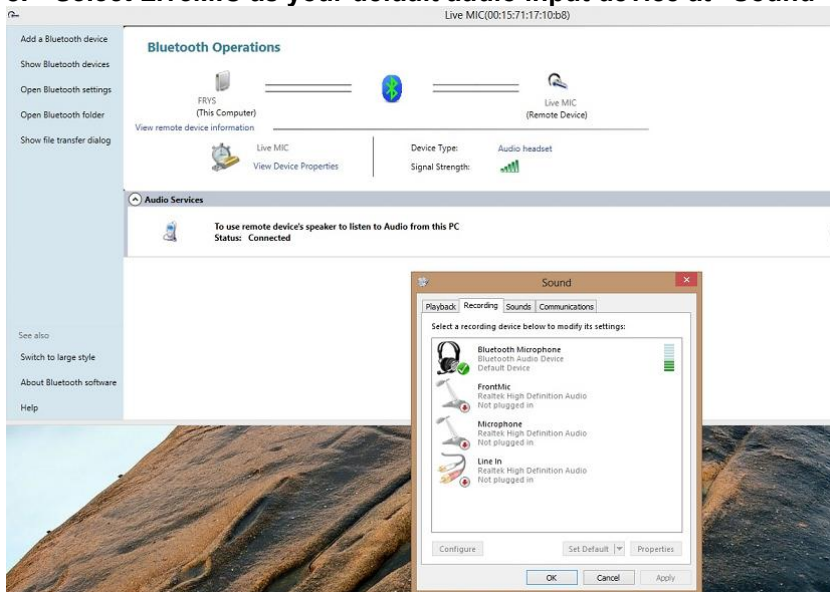 Live MIC(00:15:71:17:10:b8)
Add a Bluetooth device
Show Bluetooth devices
Open Bluetooth settings
Open Bluetooth folder
Show file transfer dialog
Bluetooth Operations
FRYS
(This Computer)
Live MIC
(Remote Device)
View remote device information
Live MIC
View Device Properties
Device Type: Audio headset
Signal Strength:
Audio Services
To use remote device's speaker to listen to Audio from this PC
Status: Connected
See also
Switch to large style
About Bluetooth software
Help
Sound
Playback Recording Sounds Communications
Select a recording device below to modify its settings:
Bluetooth Microphone
Bluetooth Audio Device
Default Device
FrontMic
Realtek High Definition Audio
Not plugged in
Microphone
Realtek High Definition Audio
Not plugged in
Line In
Realtek High Definition Audio
Not plugged in
Configure Set Default Properties
OK Cancel Apply